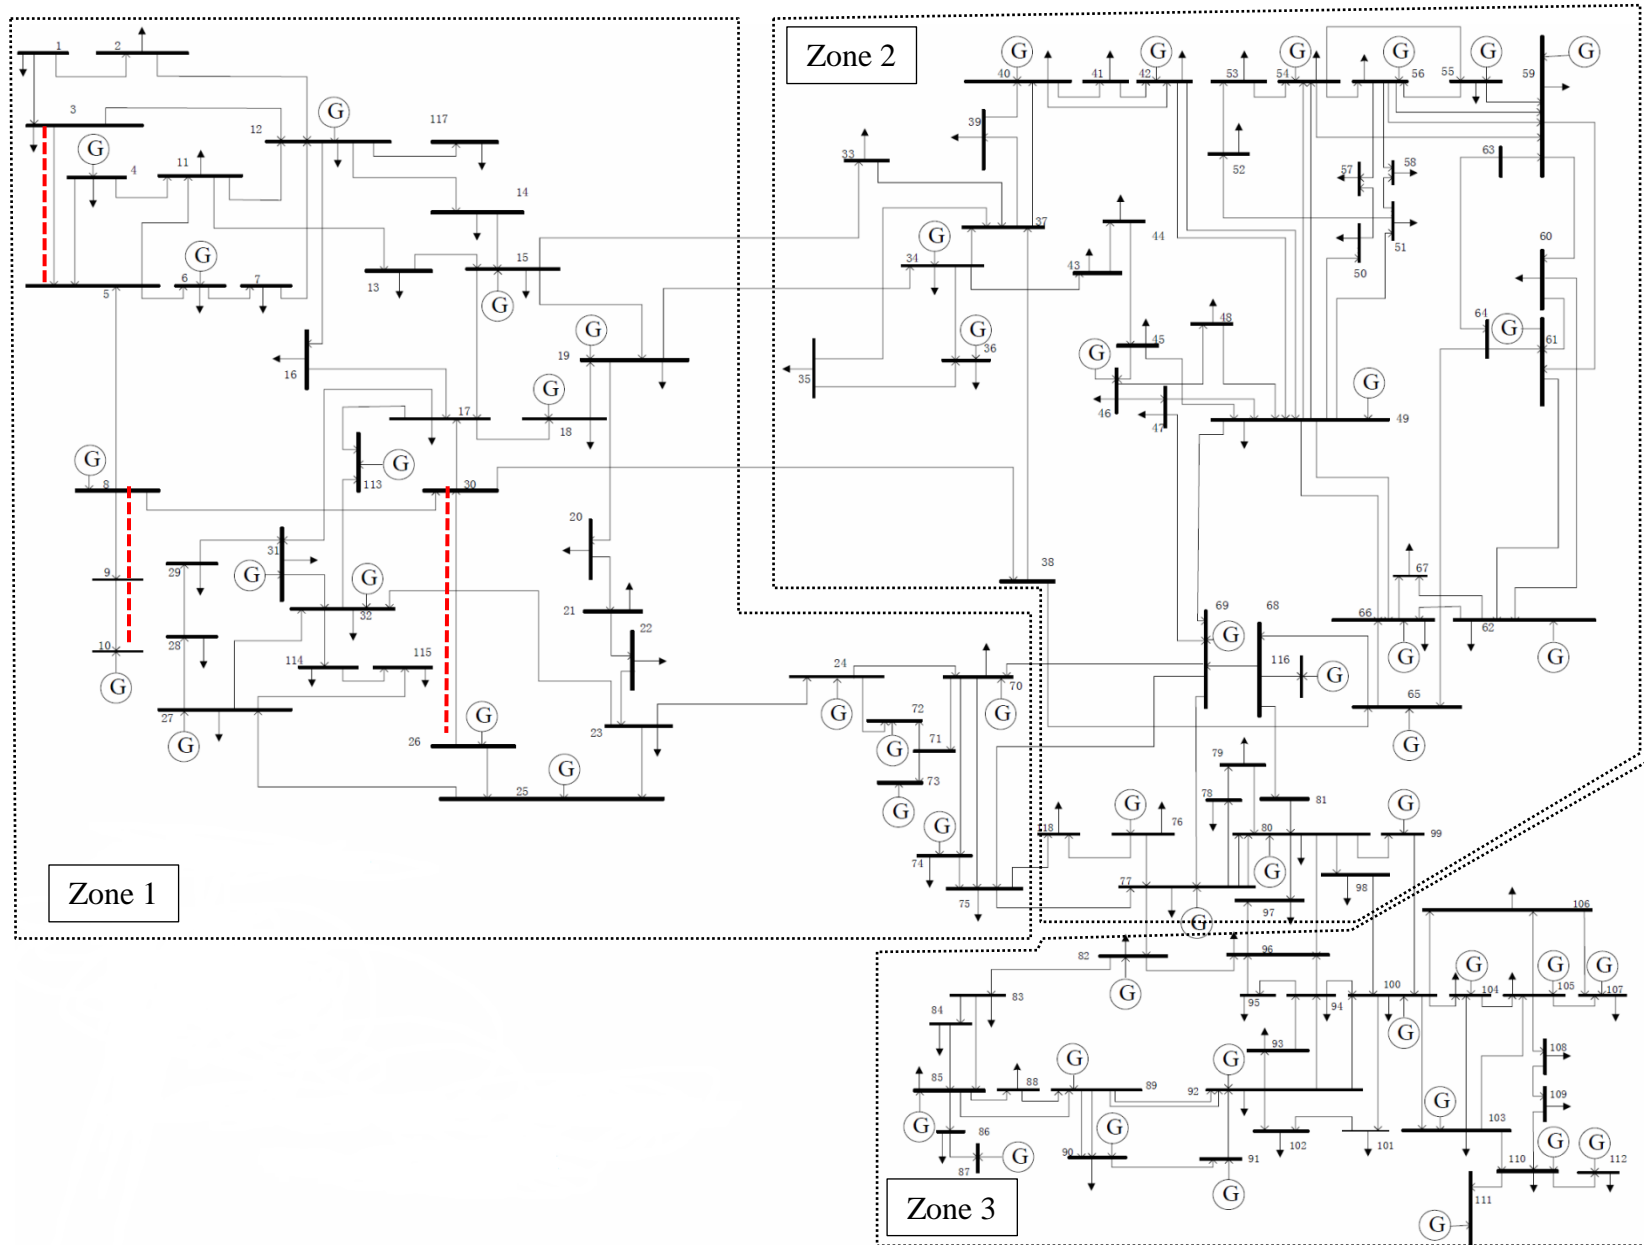 Zone 2
G G G G G G
1 2 40 41 42 53 54 56 55 59
3 G 12 117 39 63
G 11 33 52 57 58
4 14 37 44 51
G G 50 60
5 6 7 13 15 34 43
G 48 64 G 61
G G G 45
16 19 35 36
G G 46 47 49
17 18
G G
8 113 30
20
31 38 67
9 29 G G
32 21 69 68 66 62
10 28 22 G 116 G G G
G 114 115 24 70
27 G G 65
G 26 23 72 71 G
G G 79
25 73 78 81
G G G
118 76 80 99
74 G
Zone 1 75 77 98
G 97 106
82 96 G G G
G 83 95 94 100 104 105 107
84 93 G 108
G G
85 88 89 92 109
G G G 103
86 G 102 101 G G
87 90 91 110 112
G 111
Zone 3 G